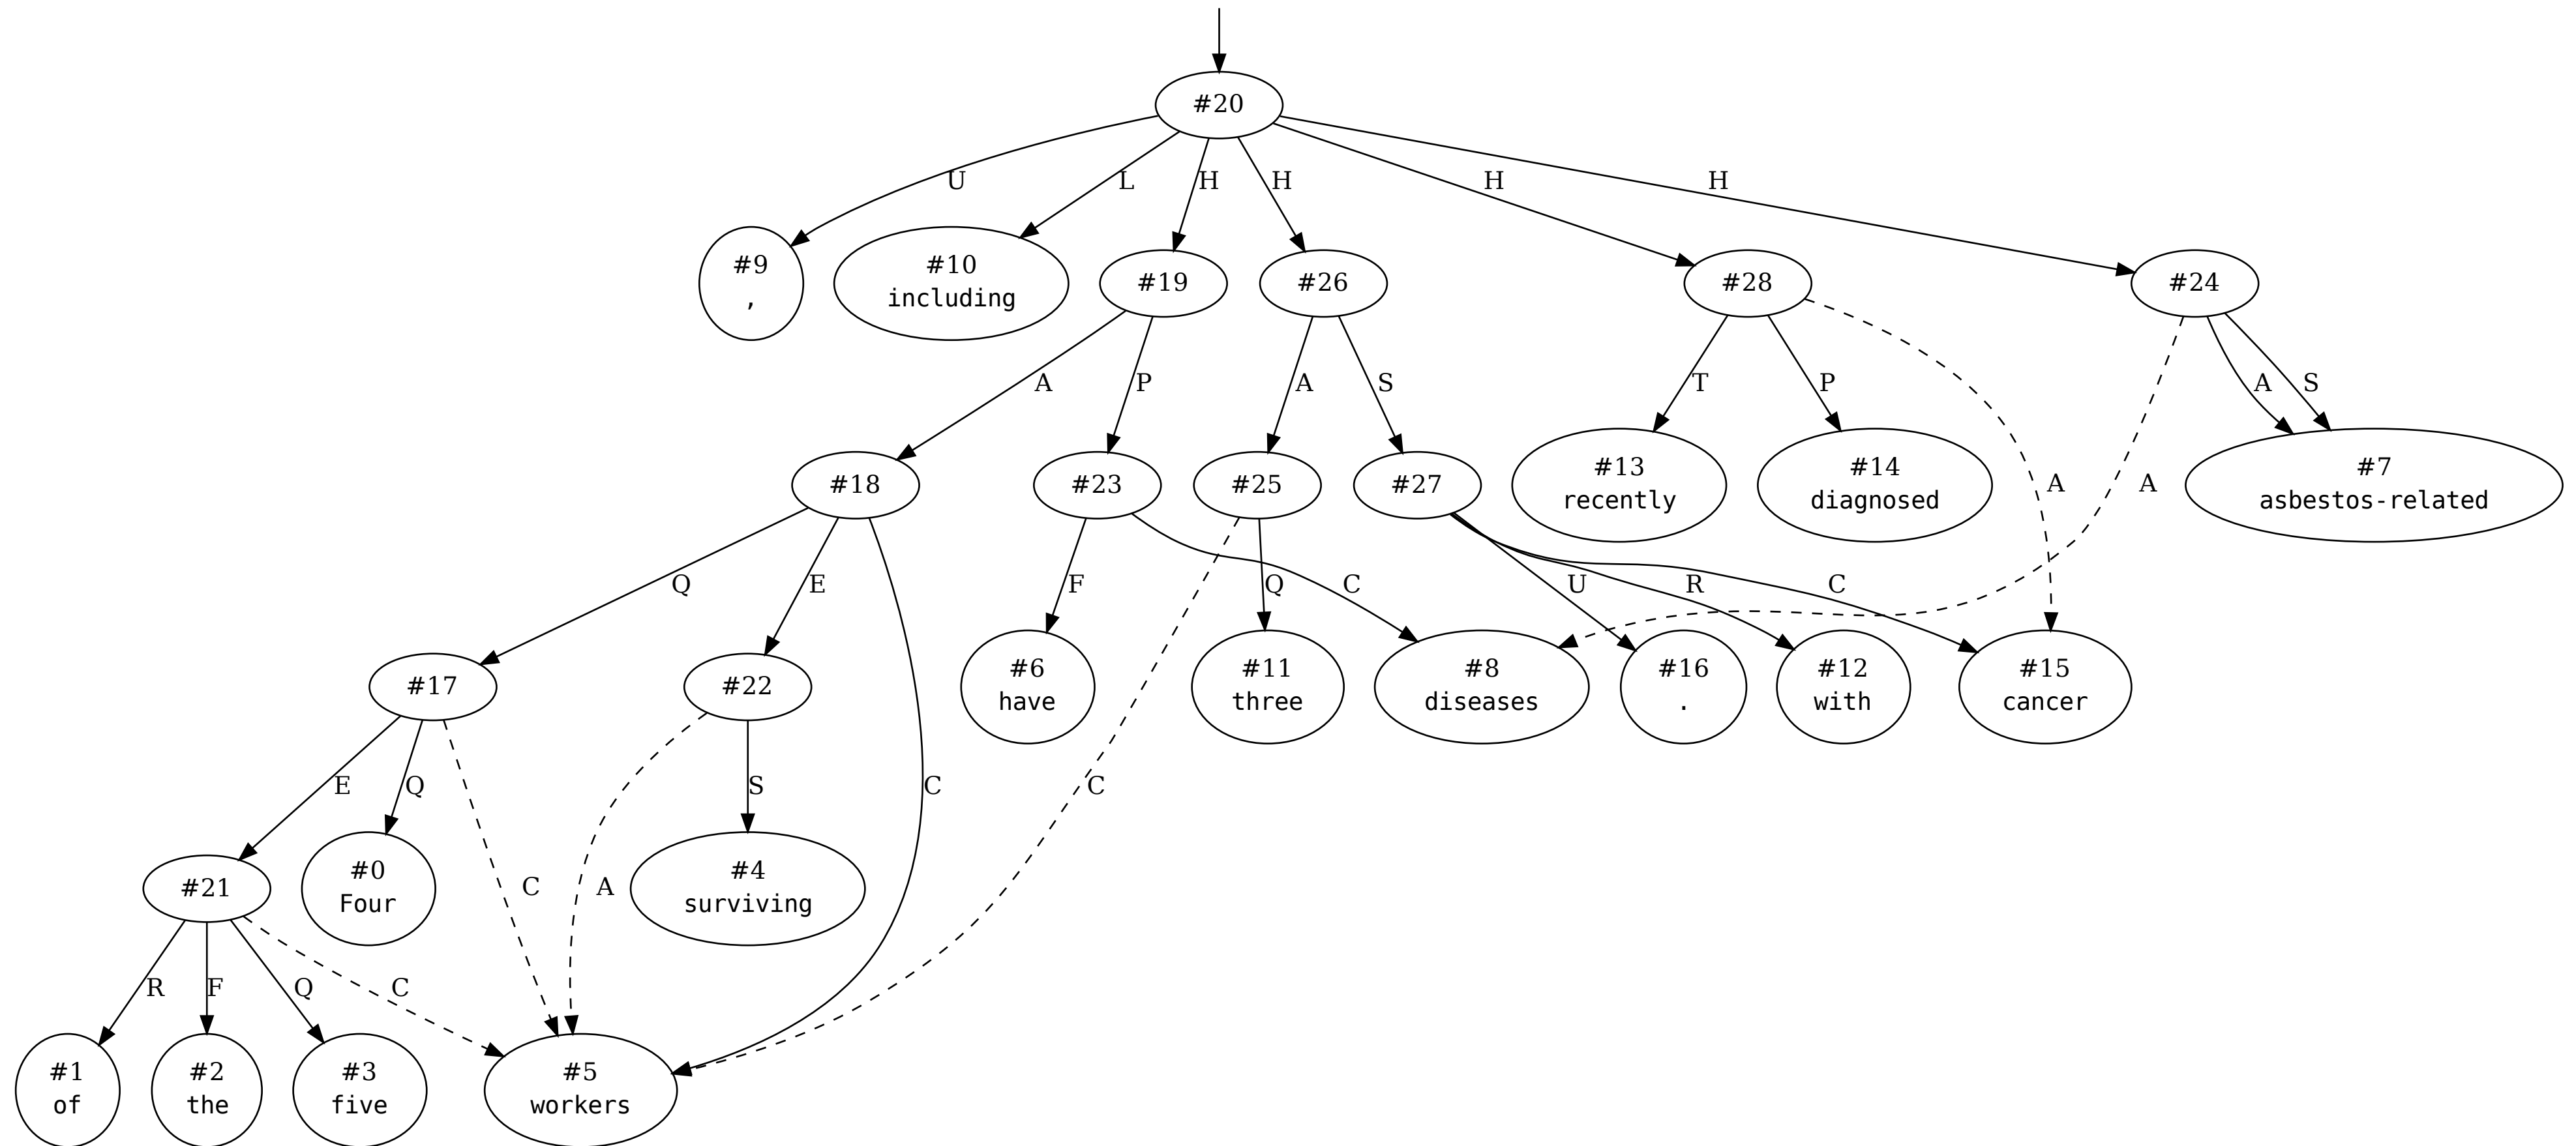 #20
U
L
H
H
H
H
#9
,
#10
including
#19
#26
#28
#24
A
P
A
S
T
P
A
S
#18
#23
#25
#27
#13
recently
#14
diagnosed
A
A
#7
asbestos-related
Q
E
F
C
Q
U
R
C
#17
#22
#6
have
#11
three
#8
diseases
#16
.
#12
with
#15
cancer
E
Q
S
C
C
#21
#0
Four
C
A
#4
surviving
R
F
Q
C
#1
of
#2
the
#3
five
#5
workers